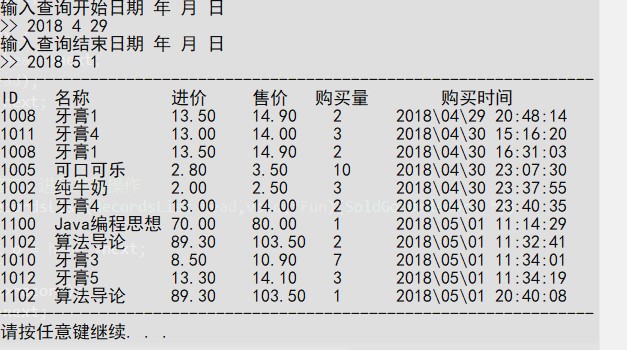 输入查询开始日期 年 月 日
>> 2018 4 29
输入查询结束日期 年 月 日
>> 2018 5 1
--------------------------------------------------------------------------
ID 名称 进价 售价 购买量 购买时间
1008 牙膏1 13.50 14.90 2 2018\04\29 20:48:14
1011 牙膏4 13.00 14.00 3 2018\04\30 15:16:20
1008 牙膏1 13.50 14.90 2 2018\04\30 16:31:03
1005 可口可乐 2.80 3.50 10 2018\04\30 23:07:30
1002 纯牛奶 2.00 2.50 3 2018\04\30 23:37:55
1011 牙膏4 13.00 14.00 3 2018\04\30 23:40:35
1100 Java编程思想 70.00 80.00 1 2018\05\01 11:14:29
1102 算法导论 89.30 103.50 2 2018\05\01 11:32:41
1010 牙膏3 8.50 10.90 7 2018\05\01 11:34:01
1012 牙膏5 13.30 14.10 3 2018\05\01 11:34:19
1102 算法导论 89.30 103.50 1 2018\05\01 20:40:08
--------------------------------------------------------------------------
请按任意键继续. . .